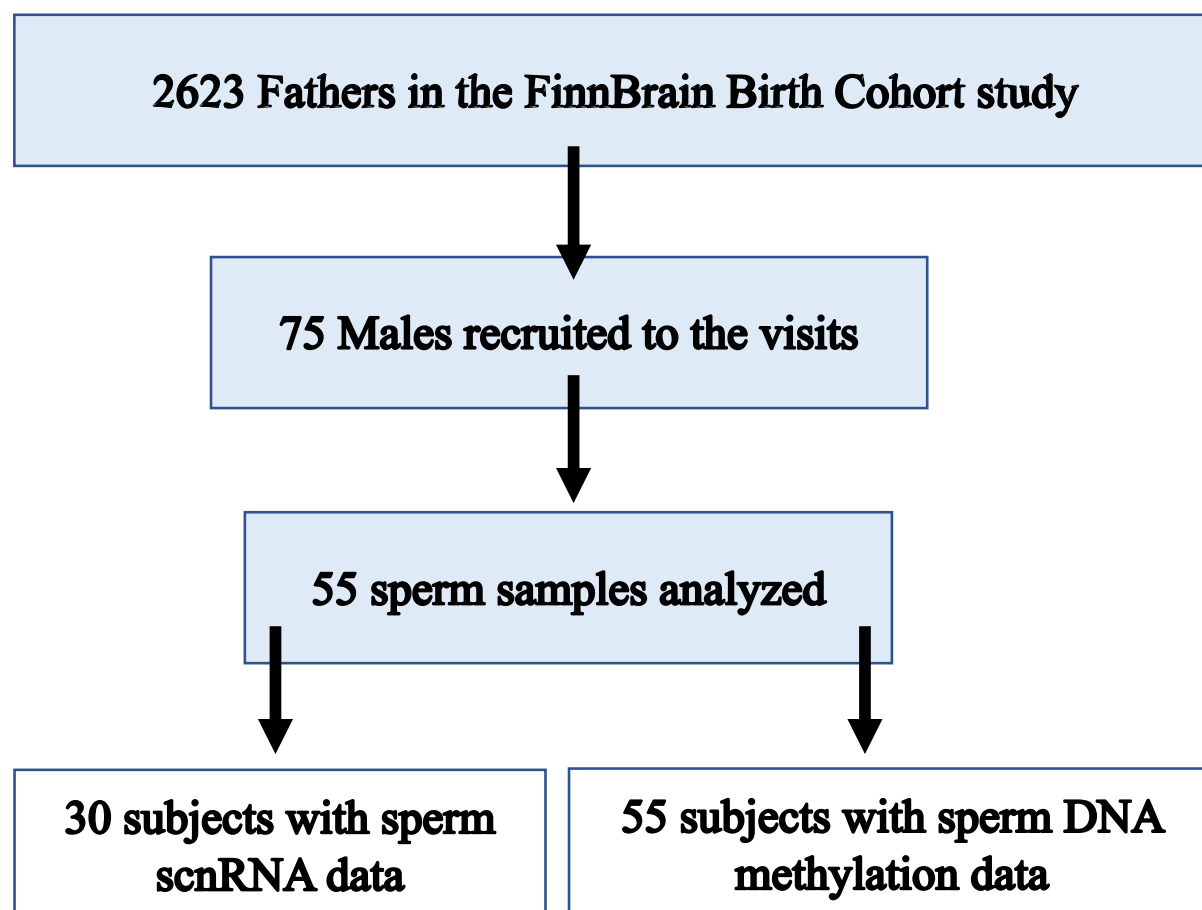 2623 Fathers in the FinnBrain Birth Cohort study
75 Males recruited to the visits
55 sperm samples analyzed
30 subjects with sperm
scnRNA data
55 subjects with sperm DNA
methylation data